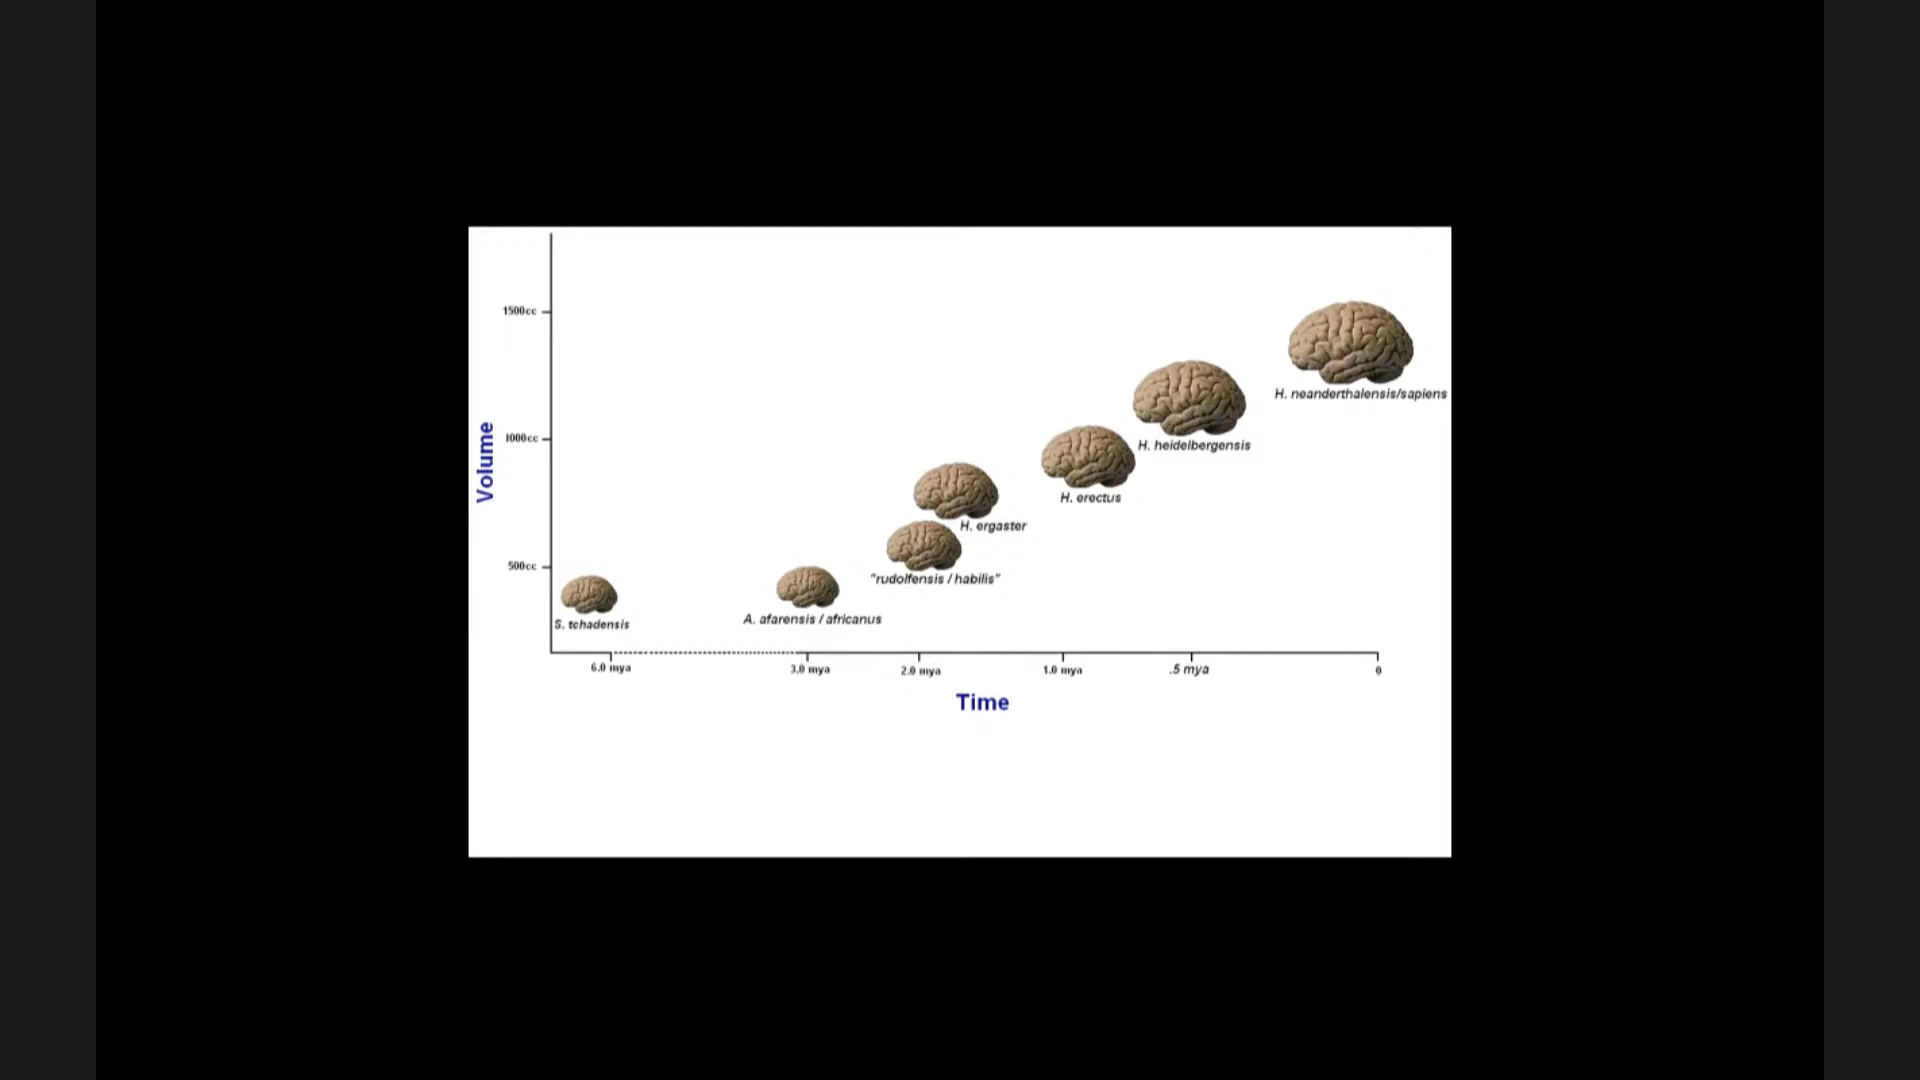 1500cc
H. neanderthalensis/sapiens
Volume
1000cc
H. heidelbergensis
H. erectus
H. ergaster
500cc
"rudolfensis / habilis"
S. tchadensis
A. afarensis / africanus
6.0 mya
3.0 mya
2.0 mya
1.0 mya
.5 mya
0
Time